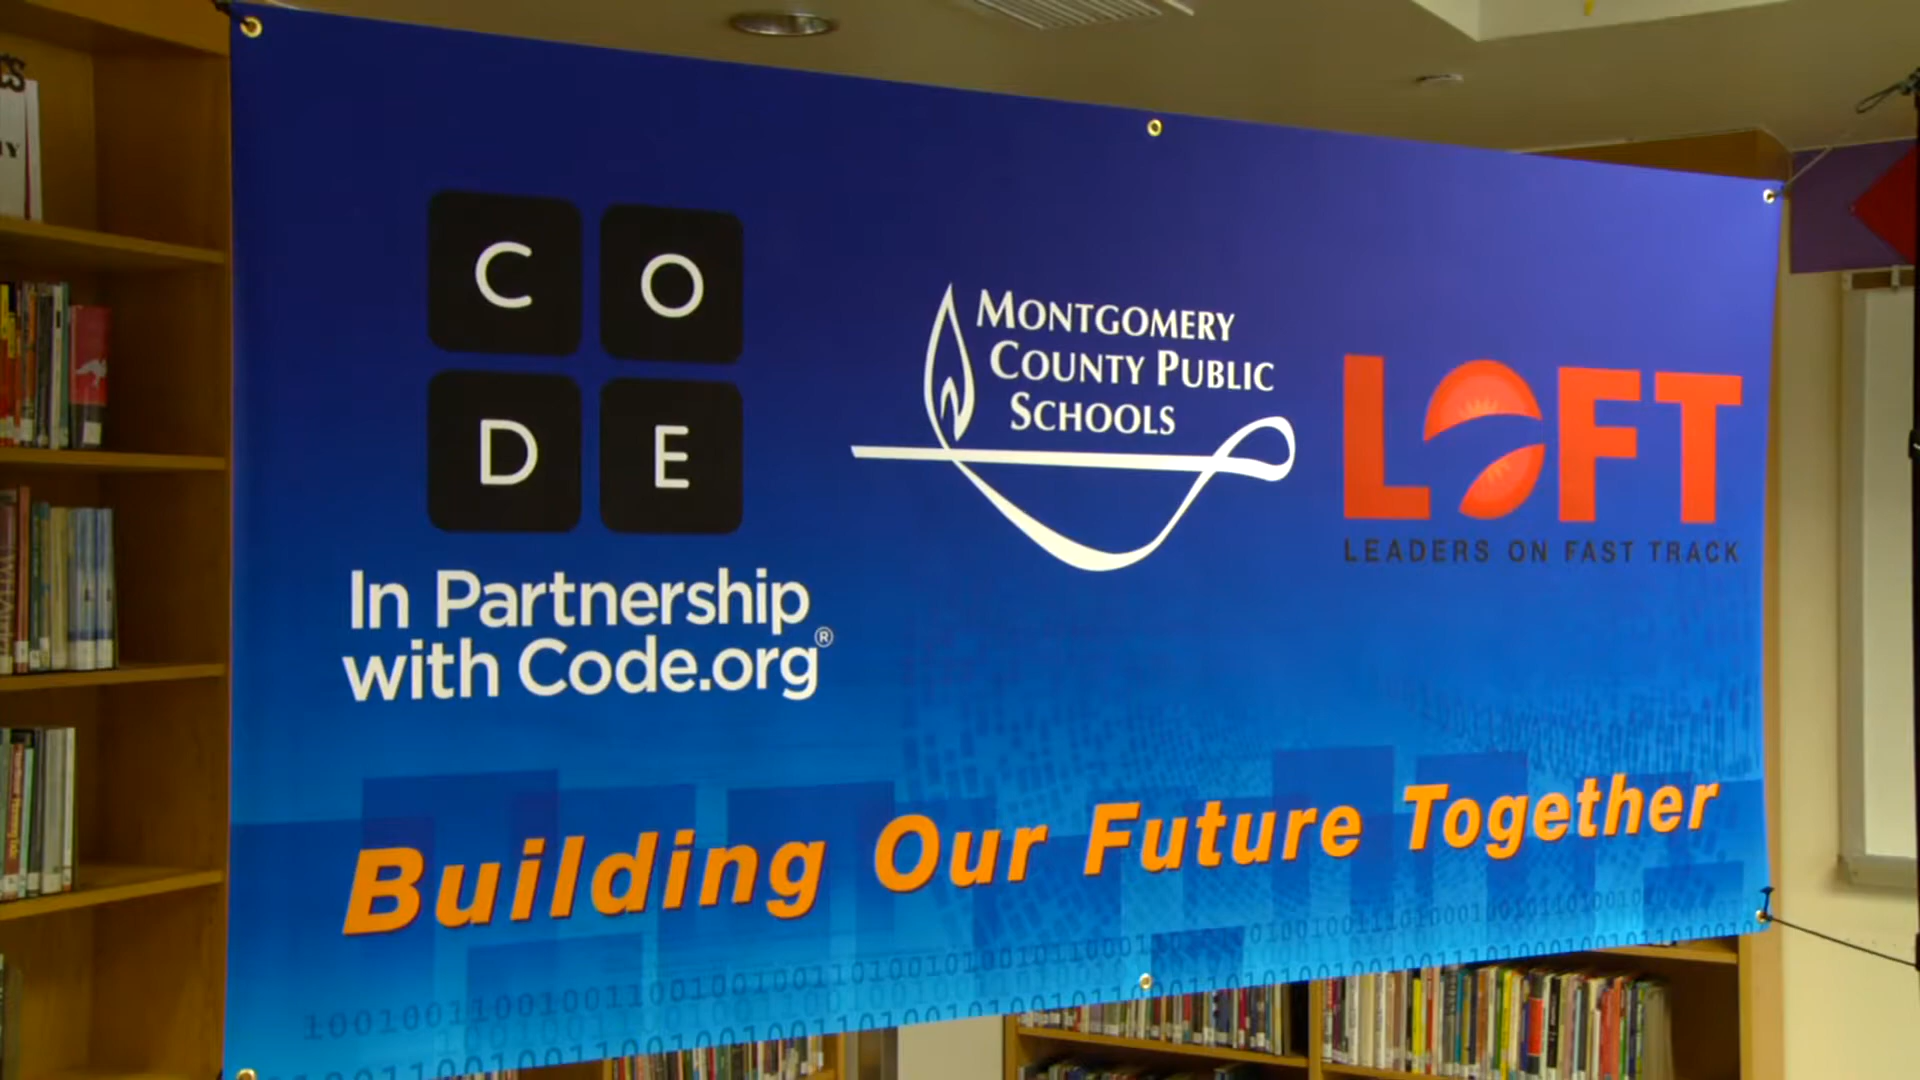 C O
D E
In Partnership
with Code.org®
MONTGOMERY
COUNTY PUBLIC
SCHOOLS
LOFT
LEADERS ON FAST TRACK
Building Our Future Together